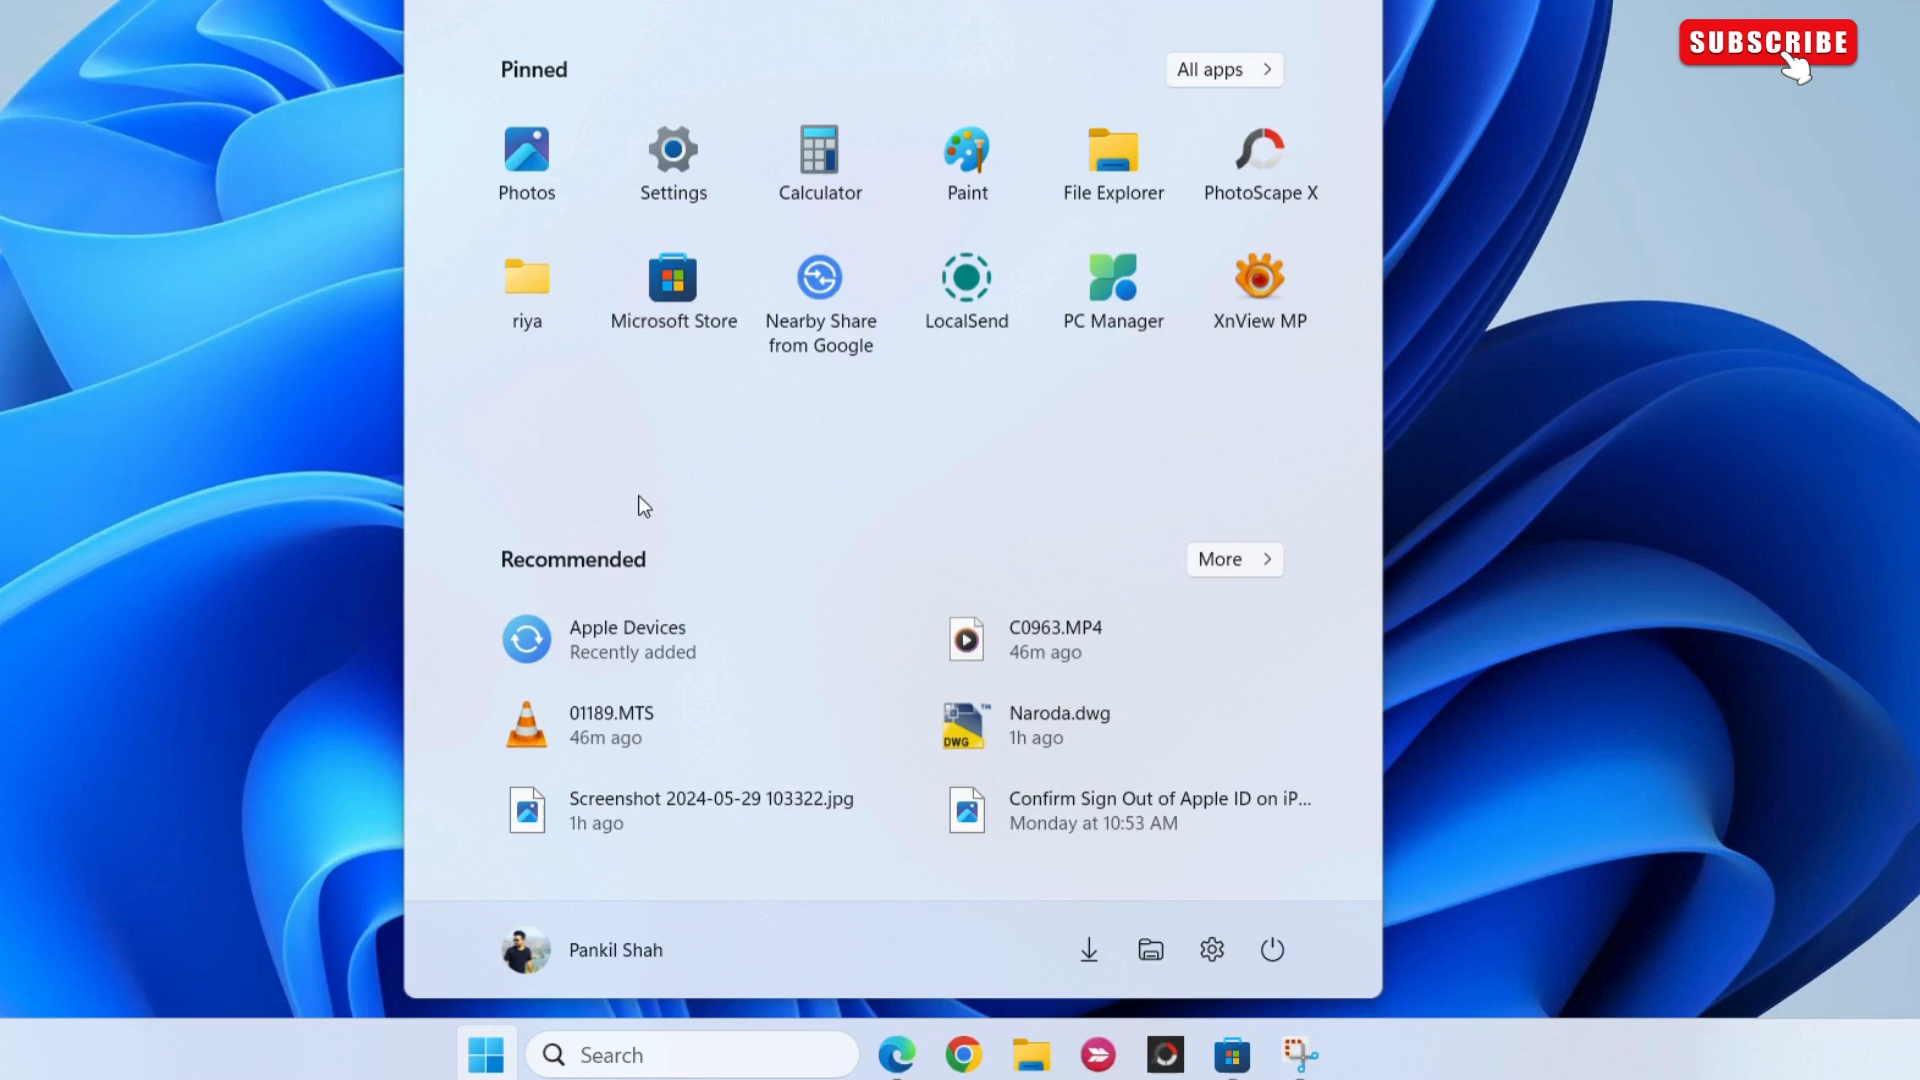 SUBSCRIBE
Pinned
All apps
Photos
Settings
Calculator
Paint
File Explorer
PhotoScape X
riya
Microsoft Store
Nearby Share
from Google
LocalSend
PC Manager
XnView MP
Recommended
More
Apple Devices
Recently added
C0963.MP4
46m ago
01189.MTS
46m ago
DWG
TM
Naroda.dwg
1h ago
Screenshot 2024-05-29 103322.jpg
1h ago
Confirm Sign Out of Apple ID on iP...
Monday at 10:53 AM
Pankil Shah
Search